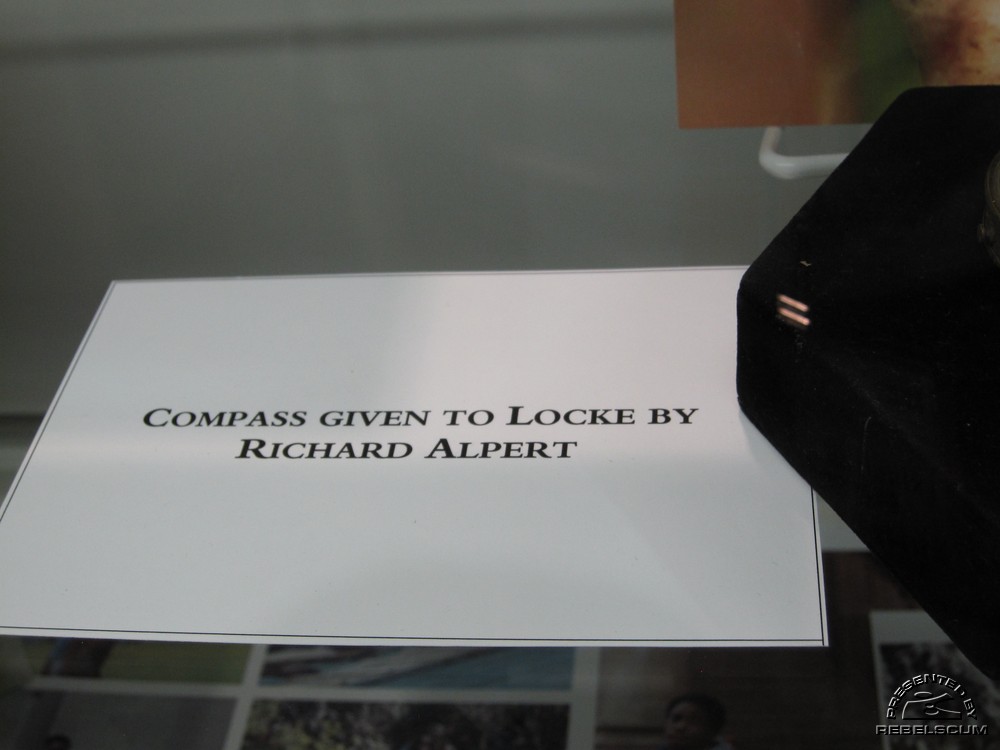 Compass given to Locke by
Richard Alpert
PRESENTED BY
REBELSCUM